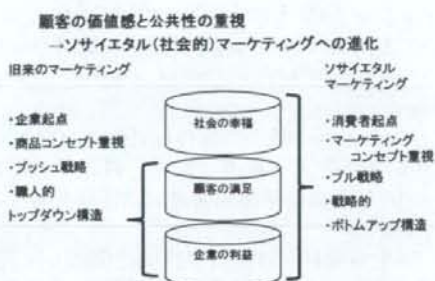 顧客の価値感と公共性の重視
→ソサイエタル(社会的)マーケティングへの進化
旧来のマーケティング
・企業起点
・商品コンセプト重視
・プッシュ戦略
・職人的
トップダウン構造
社会の幸福
顧客の満足
企業の利益
ソサイエタル
マーケティング
・消費者起点
・マーケティング
コンセプト重視
・プル戦略
・戦略的
・ボトムアップ構造